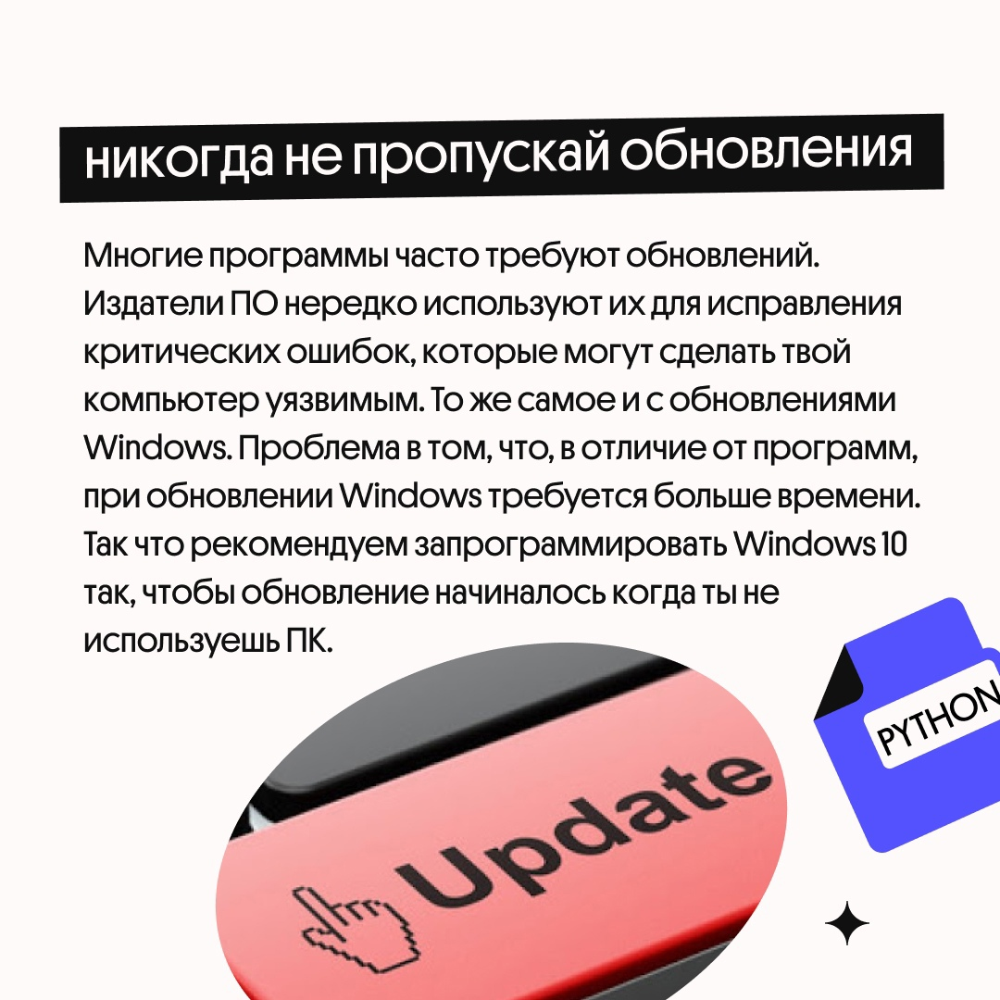 никогда не пропускай обновления
Многие программы часто требуют обновлений.
Издатели ПО нередко используют их для исправления
критических ошибок, которые могут сделать твой
компьютер уязвимым. То же самое и с обновлениями
Windows. Проблема в том, что, в отличие от программ,
при обновлении Windows требуется больше времени.
Так что рекомендуем запрограммировать Windows 10
так, чтобы обновление начиналось когда ты не
используешь ПК.
PYTHON
Update